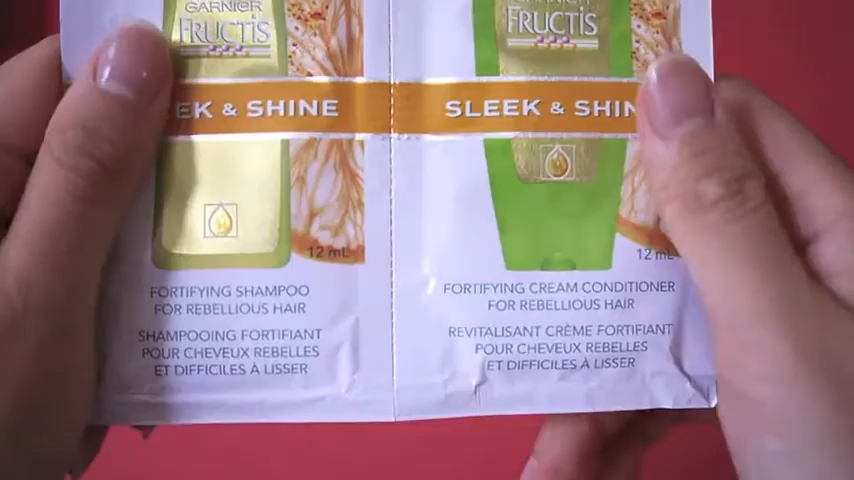 GARNIER
FRUCTIS
EK & SHINE
12 mL
FORTIFYING SHAMPOO
FOR REBELLIOUS HAIR
SHAMPOOING FORTIFIANT
POUR CHEVEUX REBELLES
ET DIFFICILES À LISSER
GARNIER
FRUCTIS
SLEEK & SHIN
12 mL
FORTIFYING CREAM CONDITIONER
FOR REBELLIOUS HAIR
REVITALISANT CRÈME FORTIFIANT
POUR CHEVEUX REBELLES
ET DIFFICILES À LISSER